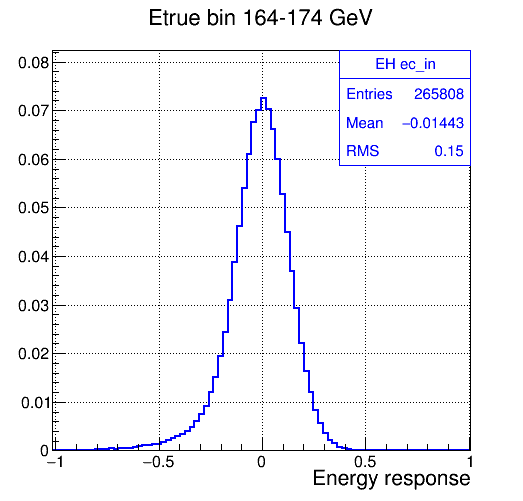 Etrue bin 164-174 GeV
EH ec_in
Entries 265808
Mean −0.01443
RMS 0.15
0.08
0.07
0.06
0.05
0.04
0.03
0.02
0.01
0
−1 −0.5 0 0.5 1
Energy response